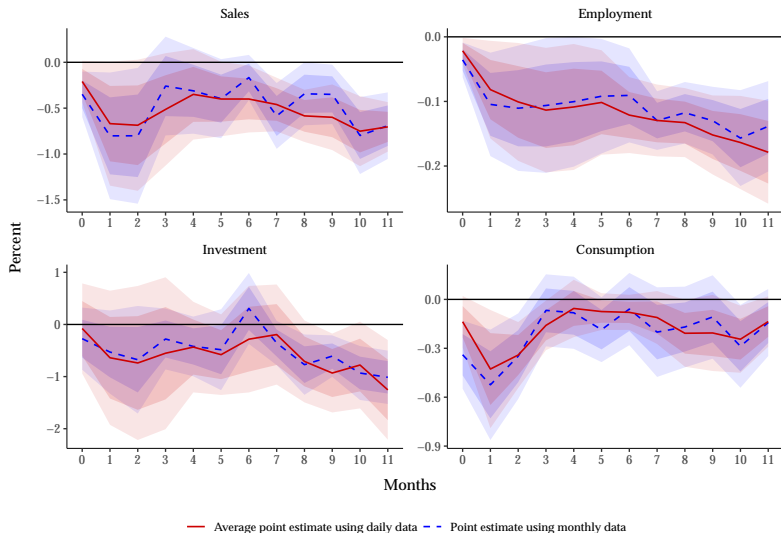 Sales
Employment
0.0
−0.5
−1.0
−1.5
0 1 2 3 4 5 6 7 8 9 10 11
0.0
−0.1
−0.2
0 1 2 3 4 5 6 7 8 9 10 11
Percent
Investment
Consumption
1
0
−1
−2
0 1 2 3 4 5 6 7 8 9 10 11
0.0
−0.3
−0.6
−0.9
0 1 2 3 4 5 6 7 8 9 10 11
Months
Average point estimate using daily data
Point estimate using monthly data